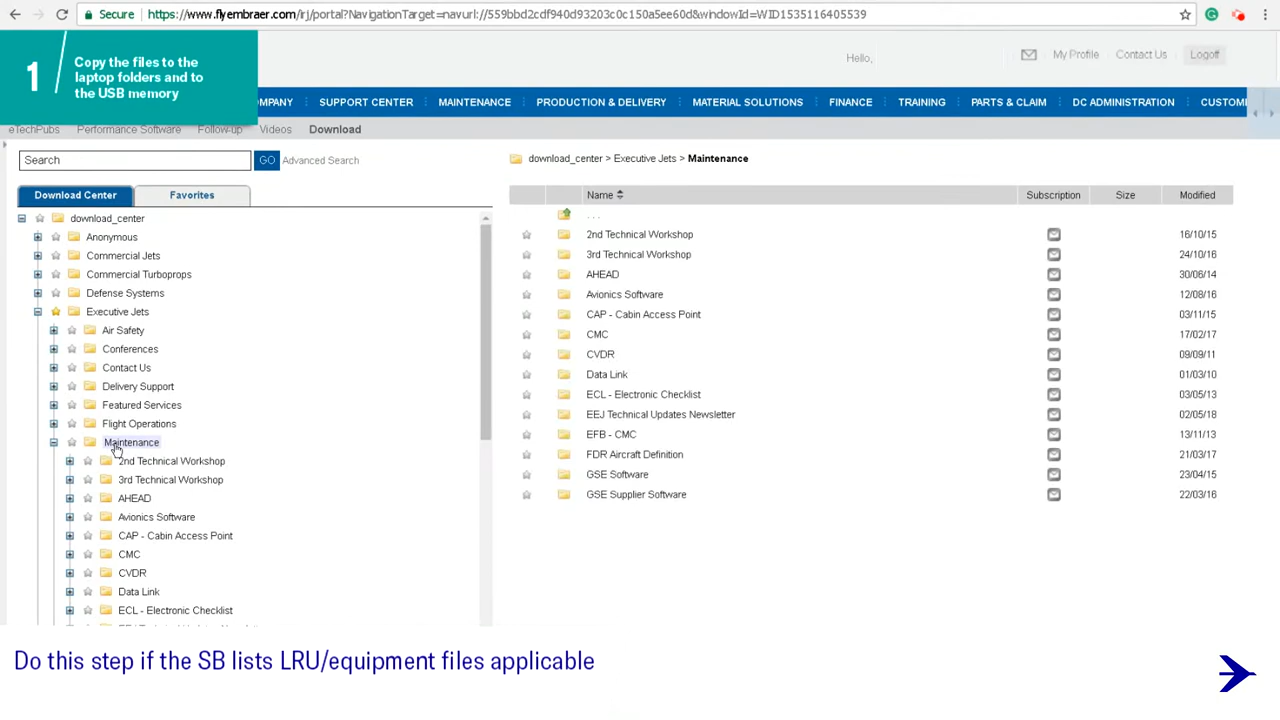 Secure https://www.flyembraer.com/irj/portal?NavigationTarget=navurl://559bbd2cdf940d93203c0c150a5ee60d&windowId=WID1535116405539
1
Copy the files to the
laptop folders and to
the USB memory
Hello,
My Profile
Contact Us
Logoff
OMPANY SUPPORT CENTER MAINTENANCE PRODUCTION & DELIVERY MATERIAL SOLUTIONS FINANCE TRAINING PARTS & CLAIM DC ADMINISTRATION CUSTOM
eTechPubs Performance Software Follow-up Videos Download
Search GO Advanced Search
download_center > Executive Jets > Maintenance
Download Center Favorites
download_center
Anonymous
Commercial Jets
Commercial Turboprops
Defense Systems
Executive Jets
Air Safety
Conferences
Contact Us
Delivery Support
Featured Services
Flight Operations
Maintenance
2nd Technical Workshop
3rd Technical Workshop
AHEAD
Avionics Software
CAP - Cabin Access Point
CMC
CVDR
Data Link
ECL - Electronic Checklist
Name Subscription Size Modified
. . .
2nd Technical Workshop 16/10/15
3rd Technical Workshop 24/10/16
AHEAD 30/06/14
Avionics Software 12/08/16
CAP - Cabin Access Point 03/11/15
CMC 17/02/17
CVDR 09/09/11
Data Link 01/03/10
ECL - Electronic Checklist 03/05/13
EEJ Technical Updates Newsletter 02/05/18
EFB - CMC 13/11/13
FDR Aircraft Definition 21/03/17
GSE Software 23/04/15
GSE Supplier Software 22/03/16
Do this step if the SB lists LRU/equipment files applicable